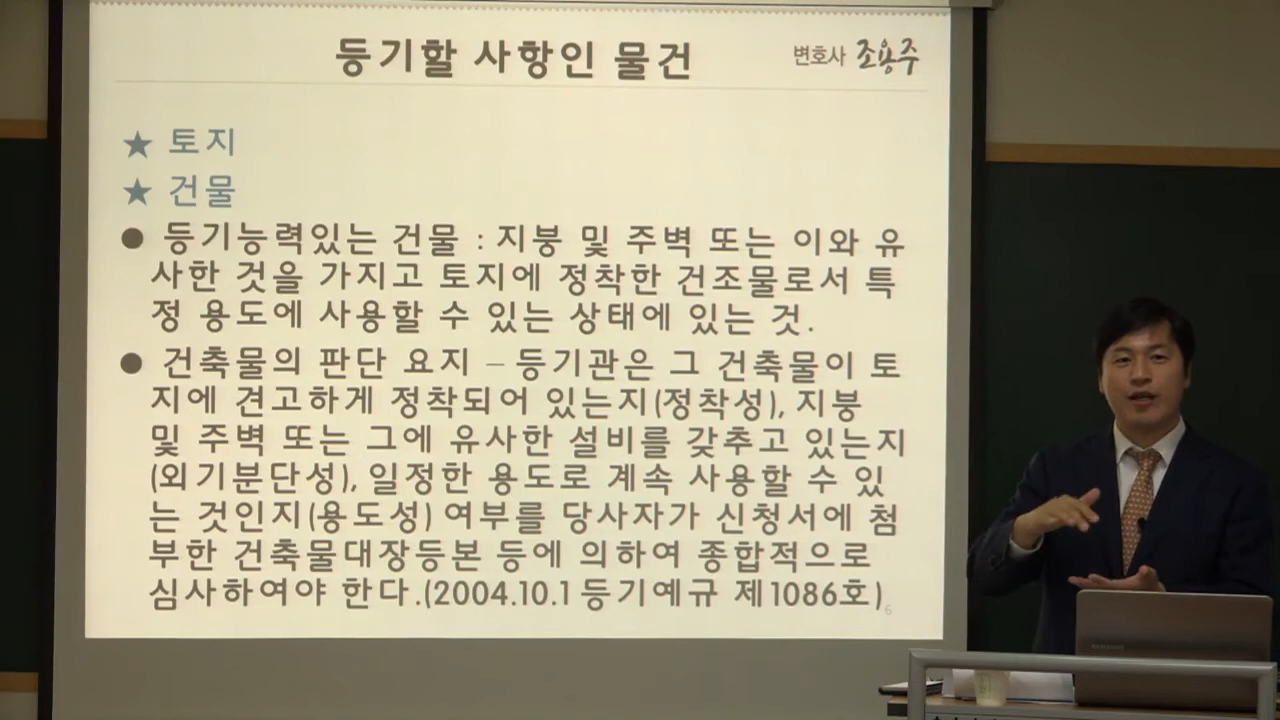 등기할 사항인 물건
변호사 조용주
★ 토지
★ 건물
● 등기능력있는 건물 : 지붕 및 주벽 또는 이와 유
사한 것을 가지고 토지에 정착한 건조물로서 특
정 용도에 사용할 수 있는 상태에 있는 것.
● 건축물의 판단 요지 – 등기관은 그 건축물이 토
지에 견고하게 정착되어 있는지(정착성), 지붕
및 주벽 또는 그에 유사한 설비를 갖추고 있는지
(외기분단성), 일정한 용도로 계속 사용할 수 있
는 것인지(용도성) 여부를 당사자가 신청서에 첨
부한 건축물대장등본 등에 의하여 종합적으로
심사하여야 한다.(2004.10.1 등기예규 제1086호)
6